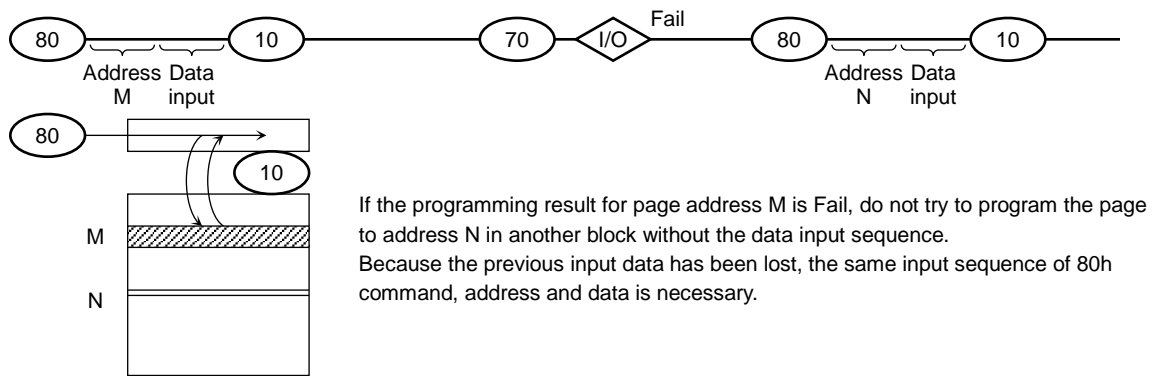 Fail
80 10 70 I/O 80 10
Address Data Address Data
M input N input
80
10
If the programming result for page address M is Fail, do not try to program the page
M
to address N in another block without the data input sequence.
Because the previous input data has been lost, the same input sequence of 80h
N
command, address and data is necessary.